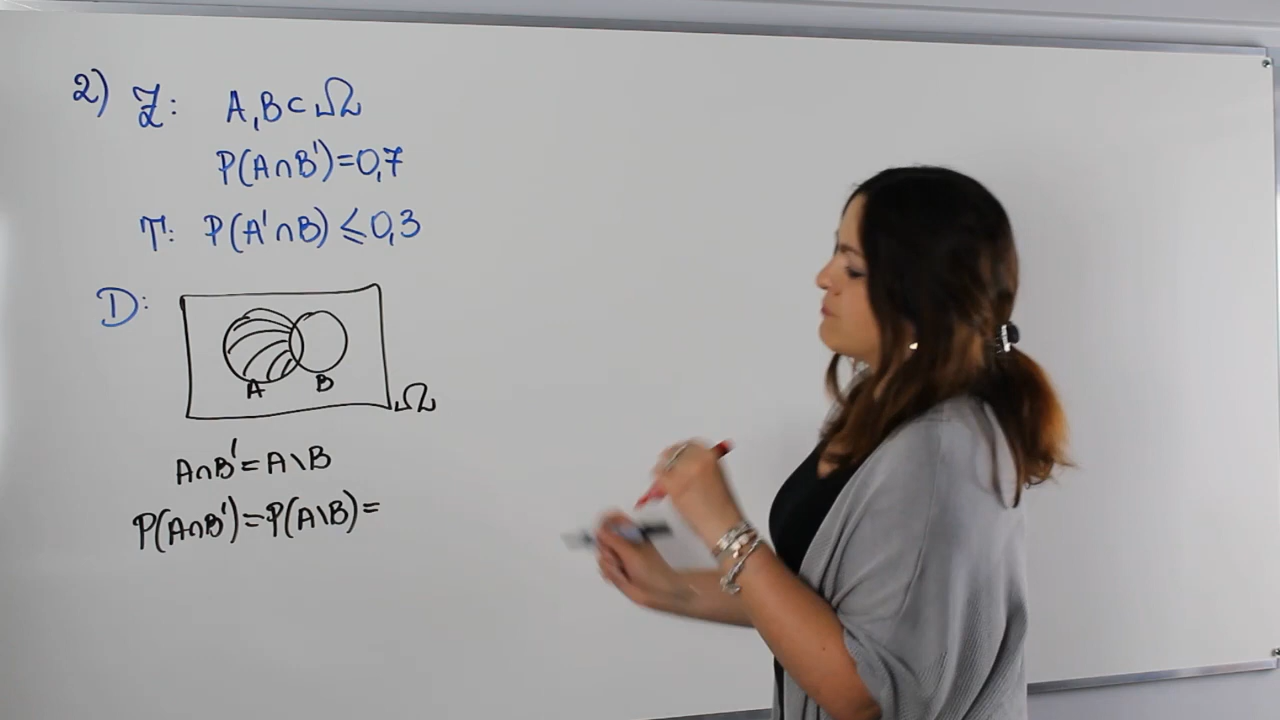 2) Z: A,B⊂Ω
P(A∩B')=0,7
T: P(A'∩B)≤0,3
D:
A B
Ω
A∩B'=A\B
P(A∩B')=P(A\B)=